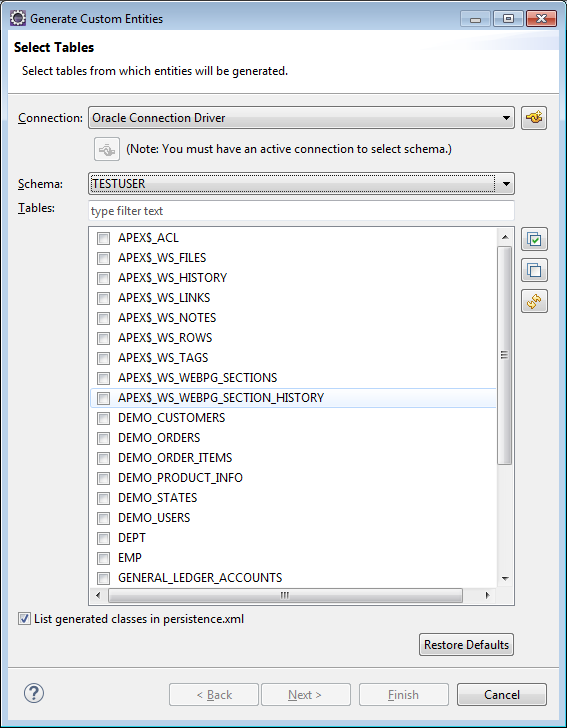 Generate Custom Entities
Select Tables
Select tables from which entities will be generated.
Connection: Oracle Connection Driver
(Note: You must have an active connection to select schema.)
Schema: TESTUSER
Tables: type filter text
APEX$_ACL
APEX$_WS_FILES
APEX$_WS_HISTORY
APEX$_WS_LINKS
APEX$_WS_NOTES
APEX$_WS_ROWS
APEX$_WS_TAGS
APEX$_WS_WEBPG_SECTIONS
APEX$_WS_WEBPG_SECTION_HISTORY
DEMO_CUSTOMERS
DEMO_ORDERS
DEMO_ORDER_ITEMS
DEMO_PRODUCT_INFO
DEMO_STATES
DEMO_USERS
DEPT
EMP
GENERAL_LEDGER_ACCOUNTS
List generated classes in persistence.xml
Restore Defaults
< Back Next > Finish Cancel